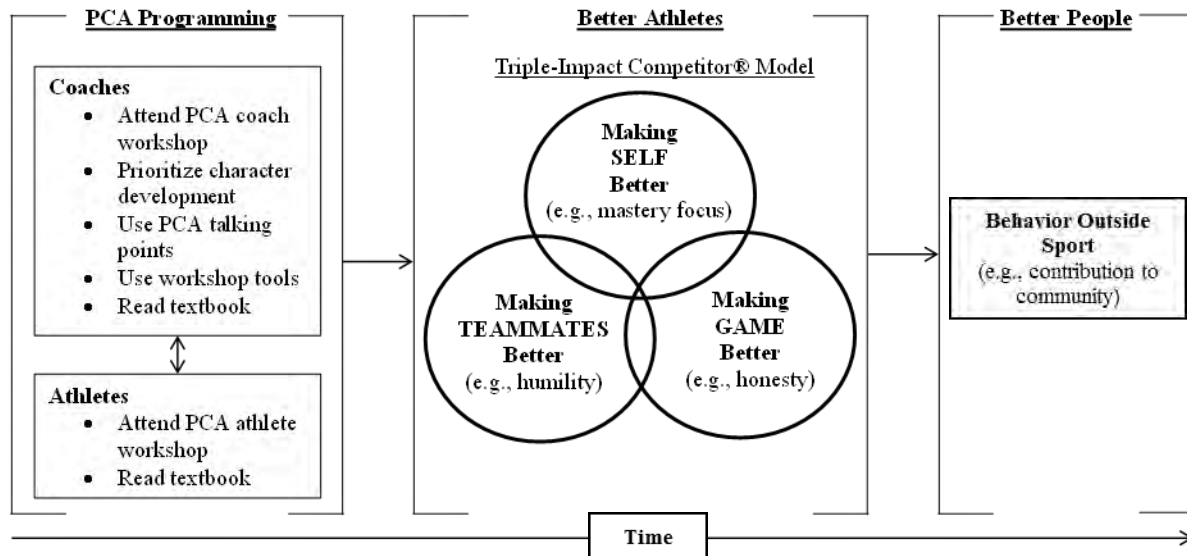 PCA Programming
Coaches
• Attend PCA coach
workshop
• Prioritize character
development
• Use PCA talking
points
• Use workshop tools
• Read textbook
Athletes
• Attend PCA athlete
workshop
• Read textbook
Better Athletes
Triple-Impact Competitor® Model
Making
SELF
Better
(e.g., mastery focus)
Making
TEAMMATES
Better
(e.g., humility)
Making
GAME
Better
(e.g., honesty)
Better People
Behavior Outside
Sport
(e.g., contribution to
community)
Time